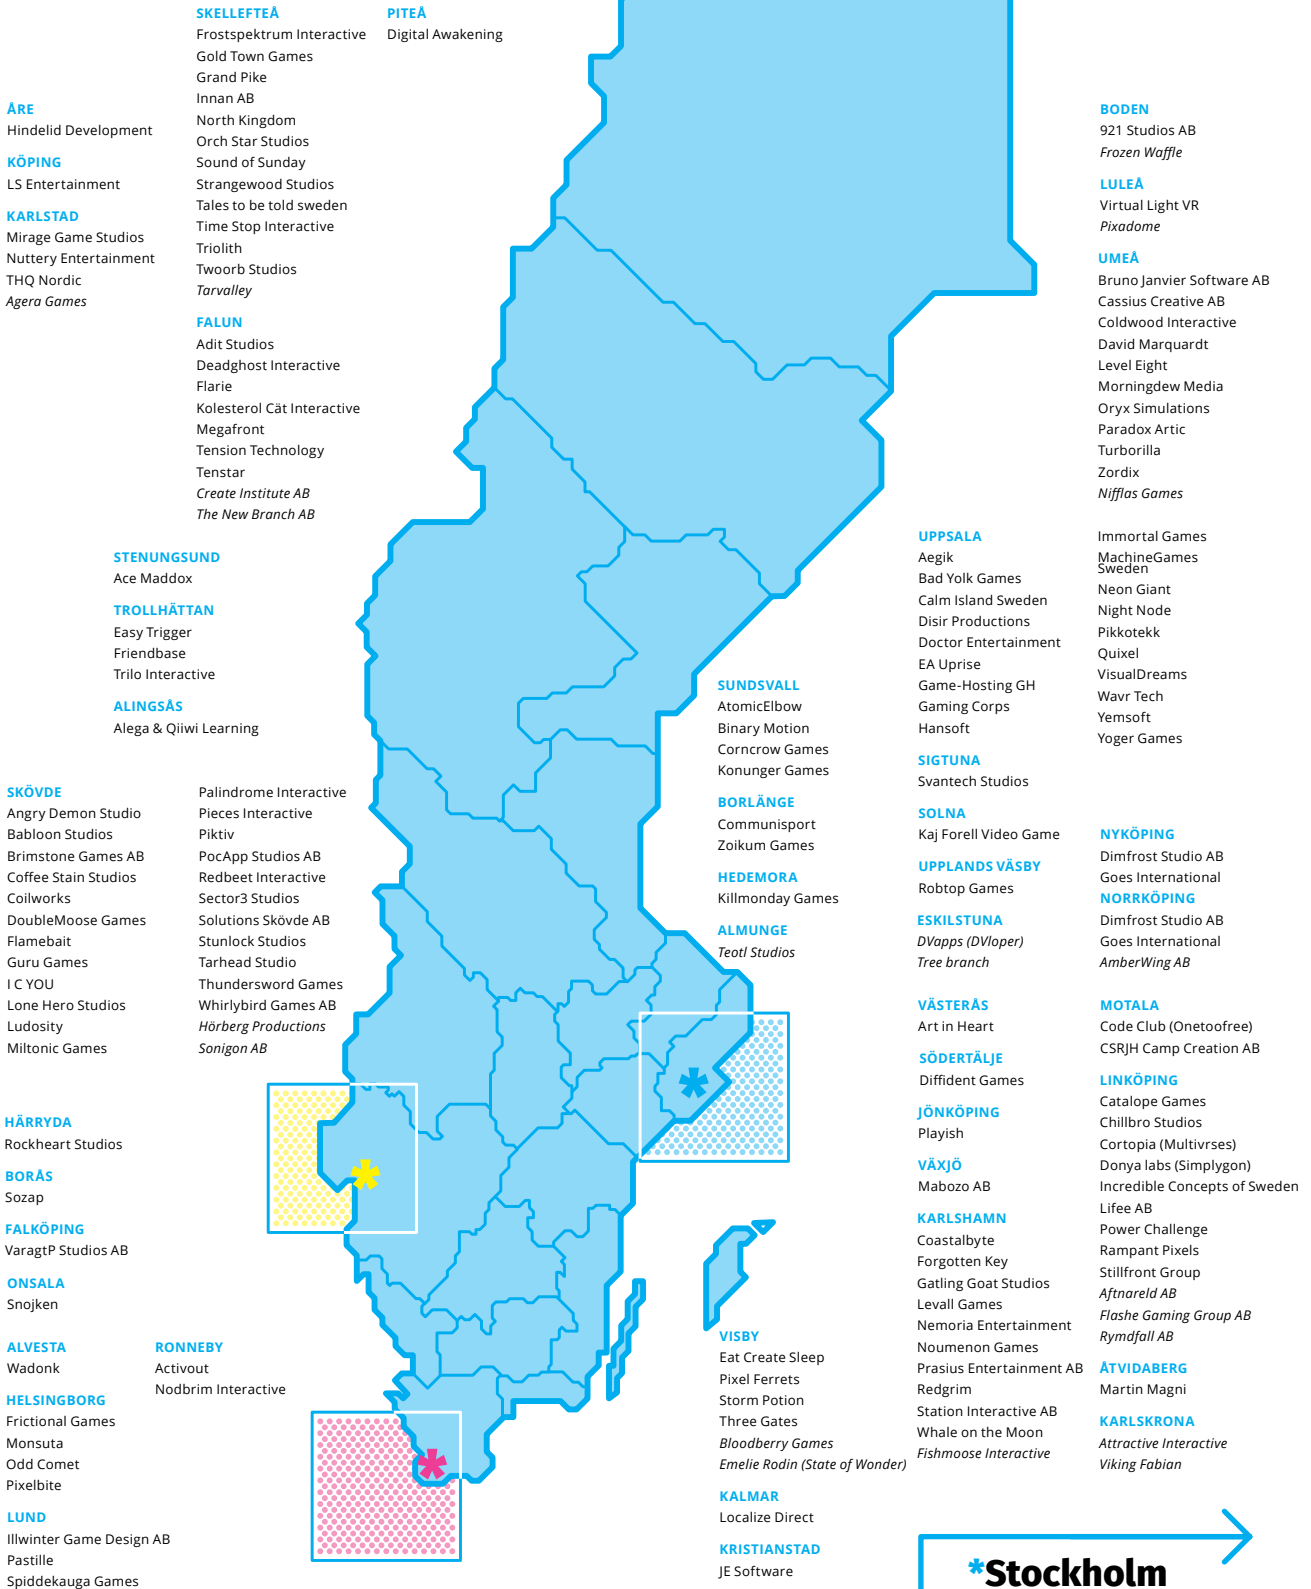 SKELLEFTEÅ
Frostspektrum Interactive
Gold Town Games
Grand Pike
Innan AB
North Kingdom
Orch Star Studios
Sound of Sunday
Strangewood Studios
Tales to be told sweden
Time Stop Interactive
Triolith
Twoorb Studios
Tarvalley
PITEÅ
Digital Awakening
ÅRE
Hindelid Development
KÖPING
LS Entertainment
KARLSTAD
Mirage Game Studios
Nuttery Entertainment
THQ Nordic
Agera Games
FALUN
Adit Studios
Deadghost Interactive
Flarie
Kolesterol Cät Interactive
Megafront
Tension Technology
Tenstar
Create Institute AB
The New Branch AB
BODEN
921 Studios AB
Frozen Waffle
LULEÅ
Virtual Light VR
Pixadome
UMEÅ
Bruno Janvier Software AB
Cassius Creative AB
Coldwood Interactive
David Marquardt
Level Eight
Morningdew Media
Oryx Simulations
Paradox Artic
Turborilla
Zordix
Nifflas Games
STENUNGSUND
Ace Maddox
TROLLHÄTTAN
Easy Trigger
Friendbase
Trilo Interactive
ALINGSÅS
Alega & Qiiwi Learning
UPPSALA
Aegik
Bad Yolk Games
Calm Island Sweden
Disir Productions
Doctor Entertainment
EA Uprise
Game-Hosting GH
Gaming Corps
Hansoft
Immortal Games
MachineGames
Sweden
Neon Giant
Night Node
Pikkotekk
Quixel
VisualDreams
Wavr Tech
Yemsoft
Yoger Games
SUNDSVALL
AtomicElbow
Binary Motion
Corncrow Games
Konunger Games
BORLÄNGE
Communisport
Zoikum Games
HEDEMORA
Killmonday Games
ALMUNGE
Teotl Studios
SIGTUNA
Svantech Studios
SOLNA
Kaj Forell Video Game
UPPLANDS VÄSBY
Robtop Games
ESKILSTUNA
DVapps (DVloper)
Tree branch
NYKÖPING
Dimfrost Studio AB
Goes International
NORRKÖPING
Dimfrost Studio AB
Goes International
AmberWing AB
SKÖVDE
Angry Demon Studio
Babloon Studios
Brimstone Games AB
Coffee Stain Studios
Coilworks
DoubleMoose Games
Flamebait
Guru Games
I C YOU
Lone Hero Studios
Ludosity
Miltonic Games
Palindrome Interactive
Pieces Interactive
Piktiv
PocApp Studios AB
Redbeet Interactive
Sector3 Studios
Solutions Skövde AB
Stunlock Studios
Tarhead Studio
Thundersword Games
Whirlybird Games AB
Hörberg Productions
Sonigon AB
VÄSTERÅS
Art in Heart
SÖDERTÄLJE
Diffident Games
JÖNKÖPING
Playish
VÄXJÖ
Mabozo AB
KARLSHAMN
Coastalbyte
Forgotten Key
Gatling Goat Studios
Levall Games
Nemoria Entertainment
Noumenon Games
Prasius Entertainment AB
Redgrim
Station Interactive AB
Whale on the Moon
Fishmoose Interactive
MOTALA
Code Club (Onetoofree)
CSRJH Camp Creation AB
LINKÖPING
Catalope Games
Chillbro Studios
Cortopia (Multivrses)
Donya labs (Simplygon)
Incredible Concepts of Sweden
Lifee AB
Power Challenge
Rampant Pixels
Stillfront Group
Aftnareld AB
Flashe Gaming Group AB
Rymdfall AB
ÅTVIDABERG
Martin Magni
KARLSKRONA
Attractive Interactive
Viking Fabian
HÄRRYDA
Rockheart Studios
BORÅS
Sozap
FALKÖPING
VaragtP Studios AB
ONSALA
Snojken
ALVESTA
Wadonk
HELSINGBORG
Frictional Games
Monsuta
Odd Comet
Pixelbite
LUND
Illwinter Game Design AB
Pastille
Spiddekauga Games
RONNEBY
Activout
Nodbrim Interactive
VISBY
Eat Create Sleep
Pixel Ferrets
Storm Potion
Three Gates
Bloodberry Games
Emelie Rodin (State of Wonder)
KALMAR
Localize Direct
KRISTIANSTAD
JE Software
*Stockholm